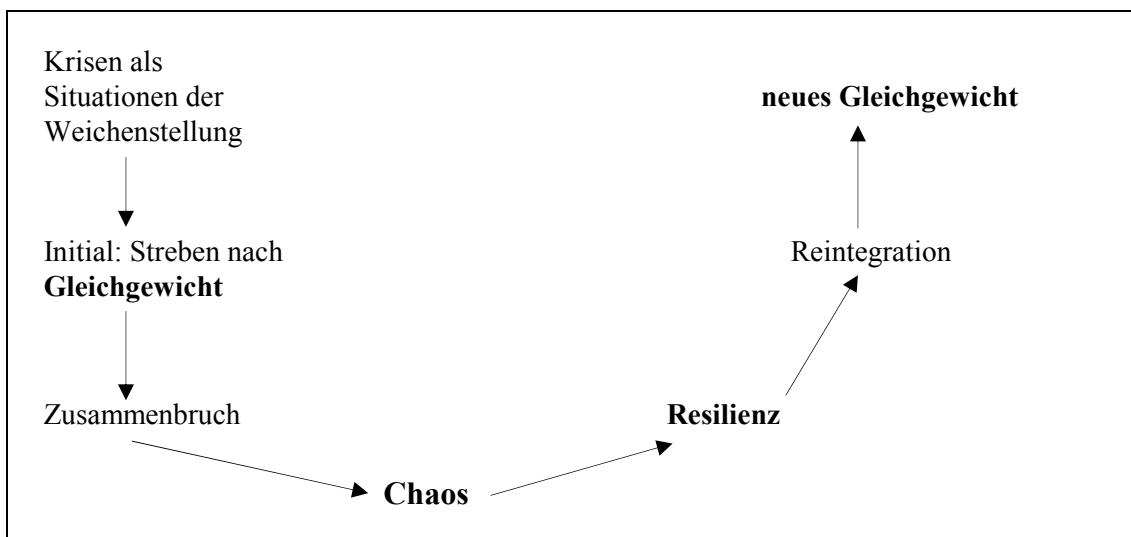 Krisen als
Situationen der
Weichenstellung
neues Gleichgewicht
Initial: Streben nach
Gleichgewicht
Reintegration
Zusammenbruch
Resilienz
Chaos